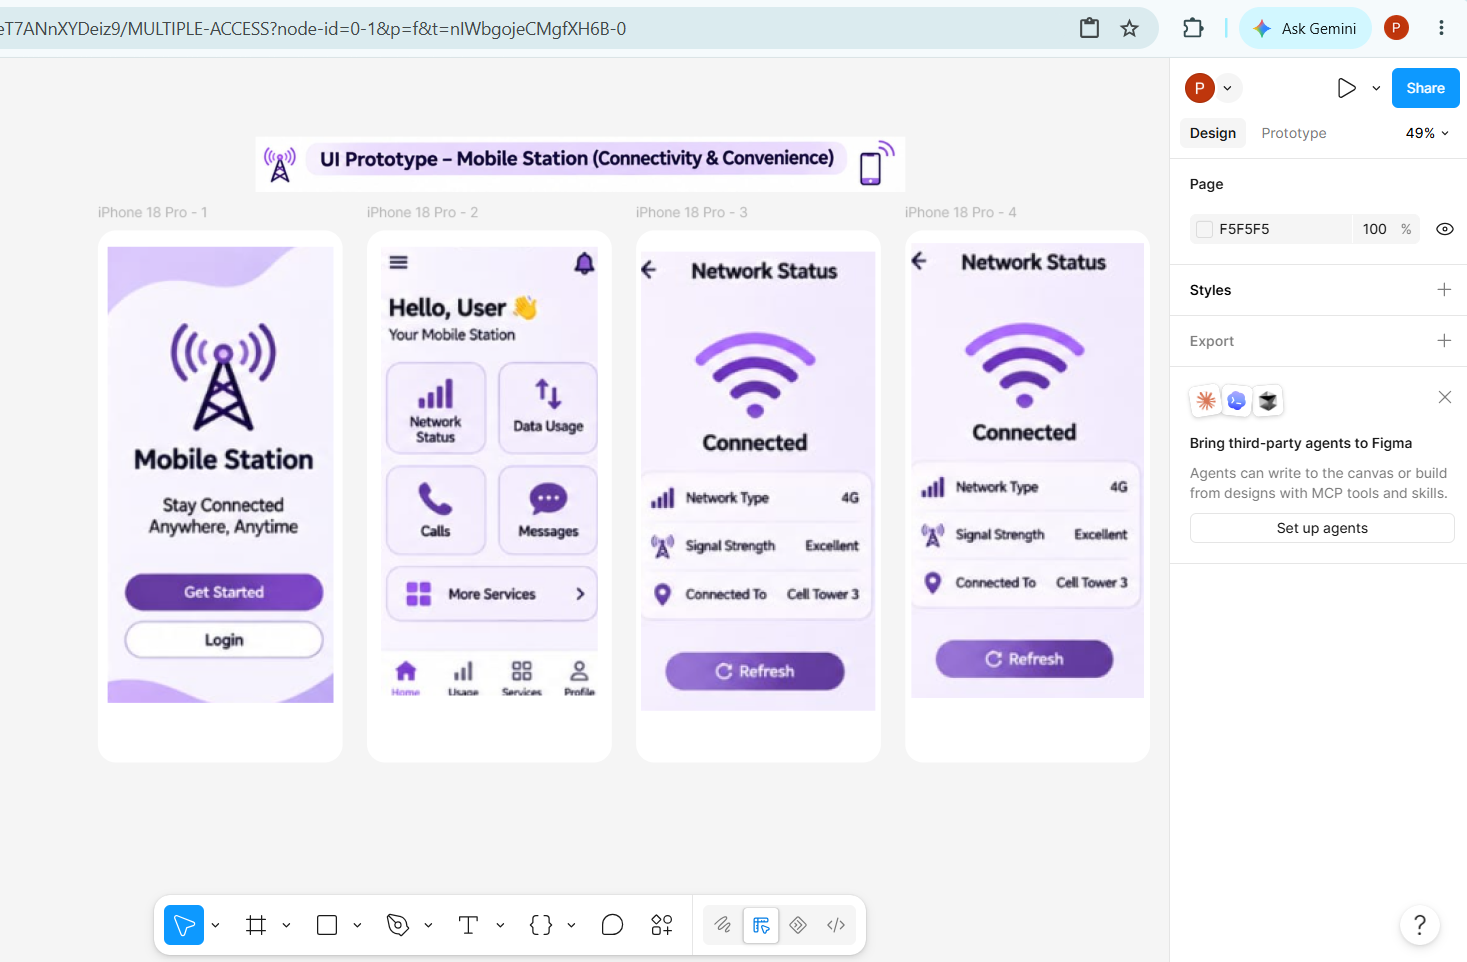 eT7ANnXYDeiz9/MULTIPLE-ACCESS?node-id=0-1&p=f&t=nIWbgojeCMgfXH6B-0
Ask Gemini
P
P
Share
Design
Prototype
49%
Page
F5F5F5
100
%
Styles
Export
Bring third-party agents to Figma
Agents can write to the canvas or build
from designs with MCP tools and skills.
Set up agents
?
UI Prototype – Mobile Station (Connectivity & Convenience)
iPhone 18 Pro - 1
Mobile Station
Stay Connected
Anywhere, Anytime
Get Started
Login
iPhone 18 Pro - 2
Hello, User 👋
Your Mobile Station
Network
Status
Data Usage
Calls
Messages
More Services
Home
Usage
Services
Profile
iPhone 18 Pro - 3
Network Status
Connected
Network Type 4G
Signal Strength Excellent
Connected To Cell Tower 3
Refresh
iPhone 18 Pro - 4
Network Status
Connected
Network Type 4G
Signal Strength Excellent
Connected To Cell Tower 3
Refresh